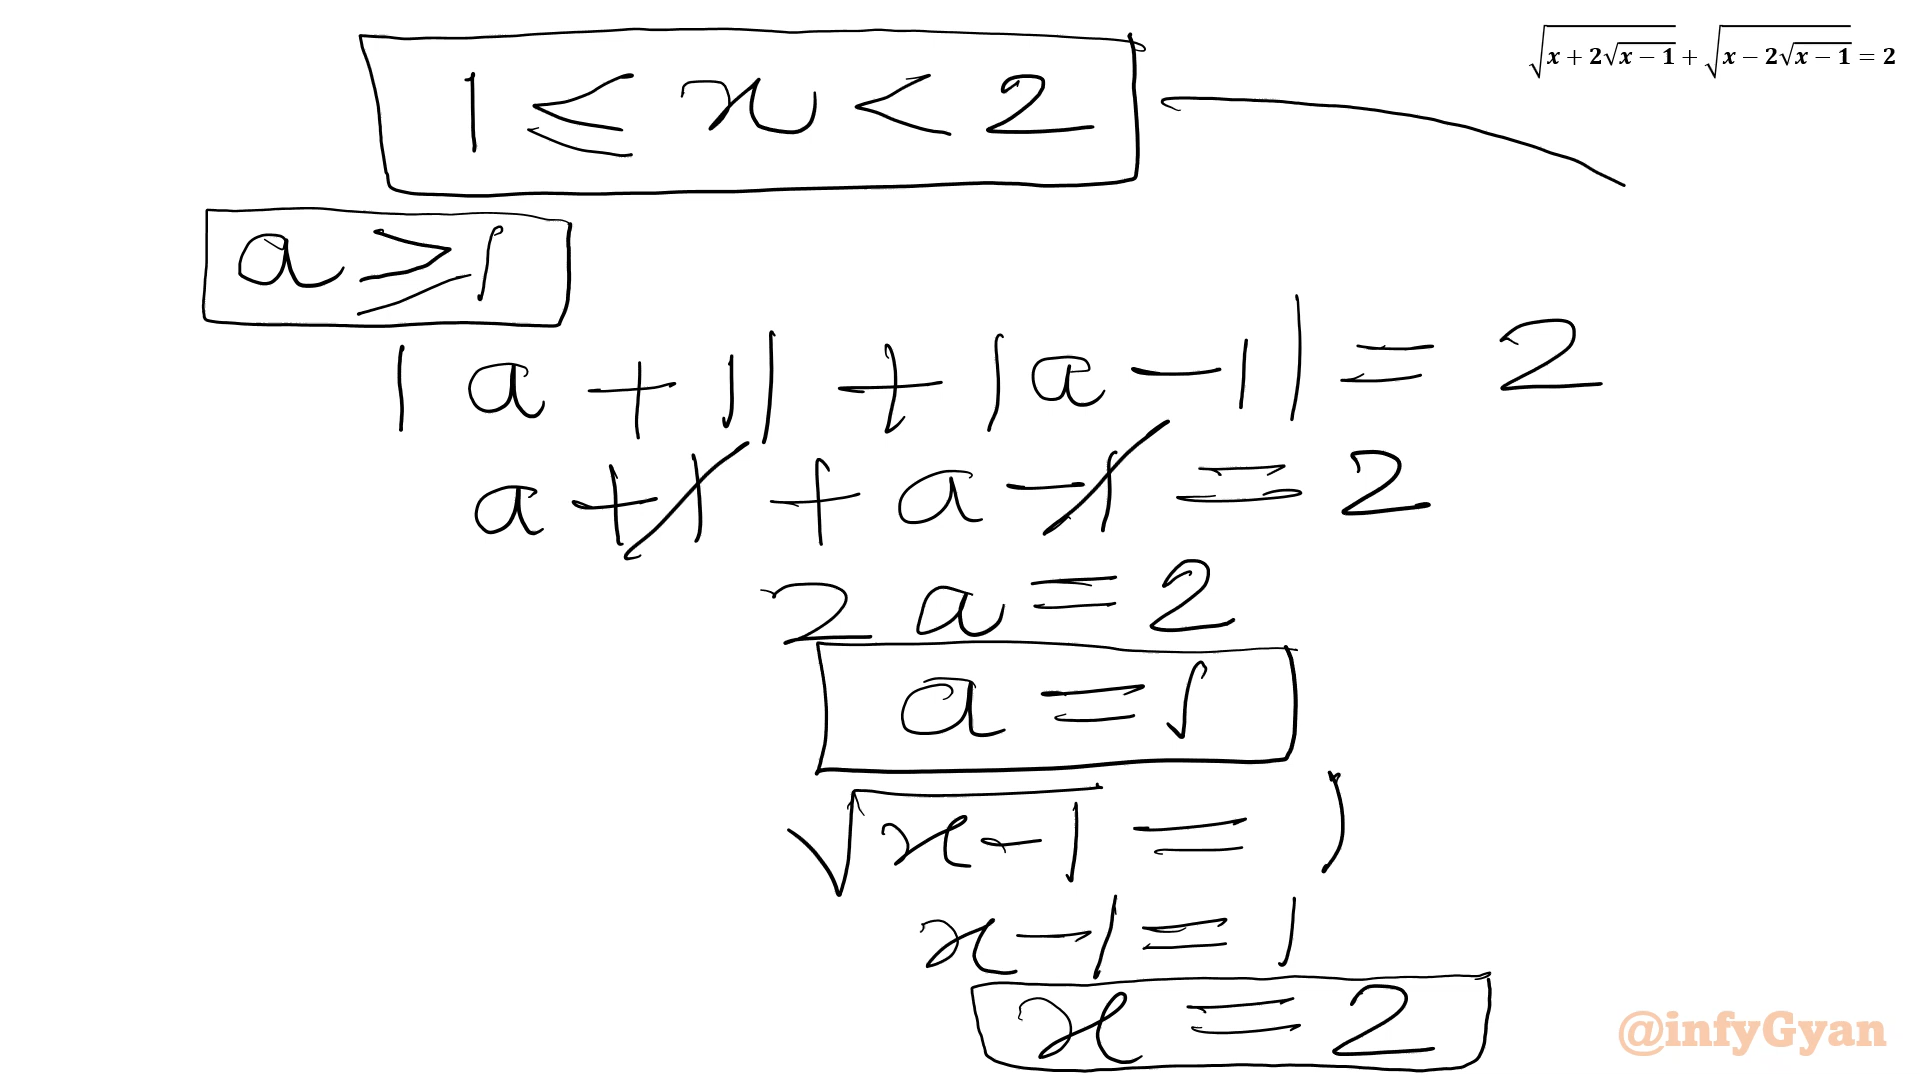 √(x + 2√(x − 1)) + √(x − 2√(x − 1)) = 2
1 ≤ x < 2
a ≥ 1
|a + 1| + |a − 1| = 2
a + 1 + a − 1 = 2
2a = 2
a = 1
√(x − 1) = 1
x − 1 = 1
x = 2
@infyGyan